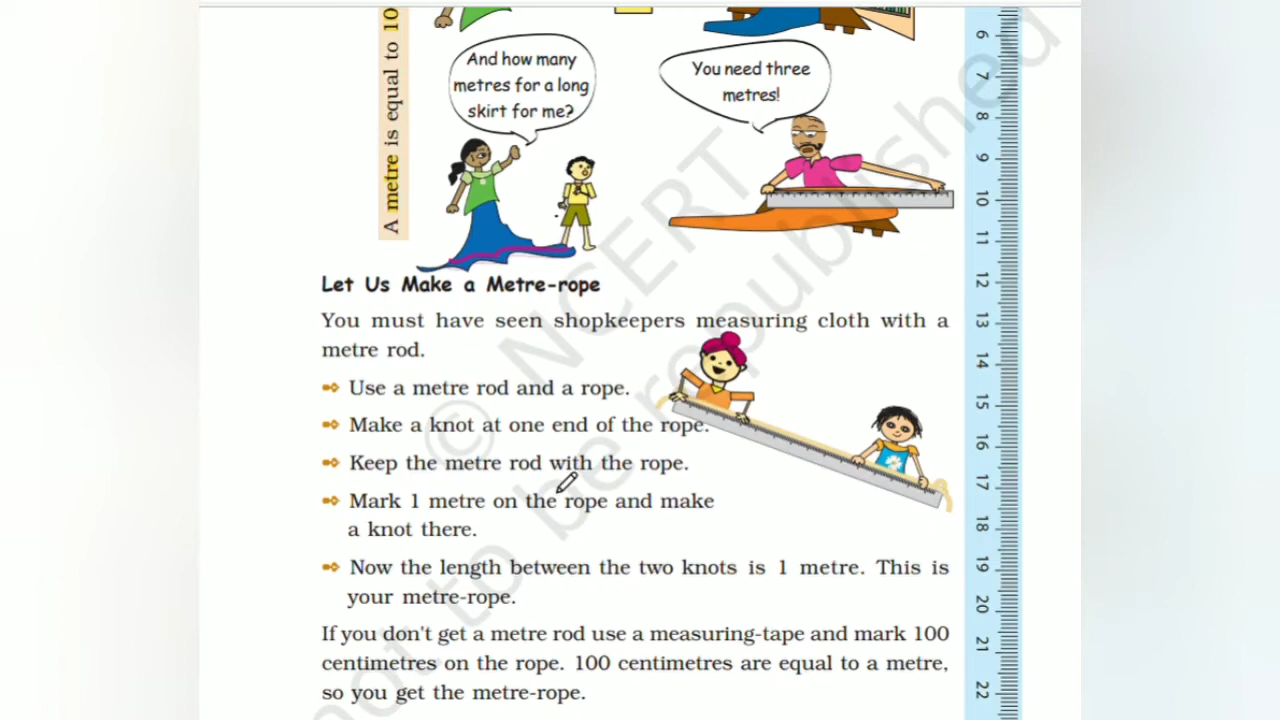 A metre is equal to 10
And how many
metres for a long
skirt for me?
You need three
metres!
Let Us Make a Metre-rope
You must have seen shopkeepers measuring cloth with a
metre rod.
Use a metre rod and a rope.
Make a knot at one end of the rope.
Keep the metre rod with the rope.
Mark 1 metre on the rope and make
a knot there.
Now the length between the two knots is 1 metre. This is
your metre-rope.
If you don't get a metre rod use a measuring-tape and mark 100
centimetres on the rope. 100 centimetres are equal to a metre,
so you get the metre-rope.
6
7
8
9
10
11
12
13
14
15
16
17
18
19
20
21
22
© NCERT
not to be republished